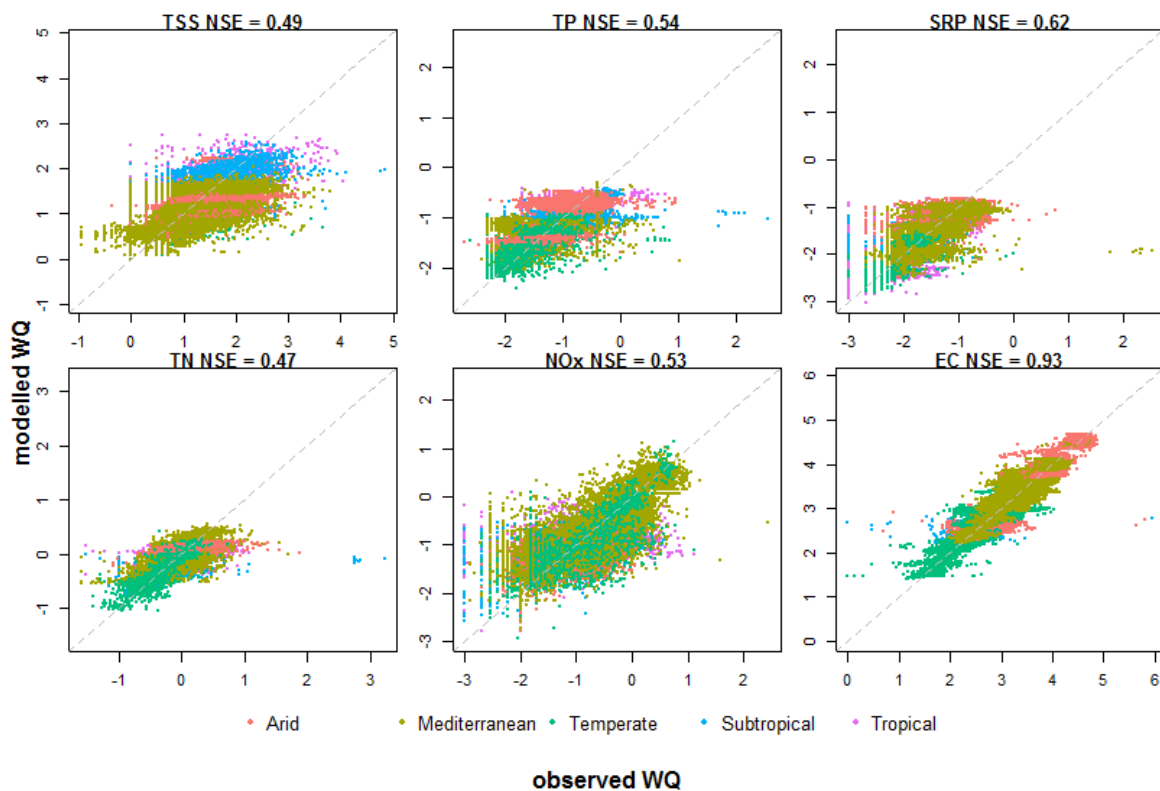 TSS NSE = 0.49
TP NSE = 0.54
SRP NSE = 0.62
5
4
3
2
1
0
-1
2
1
0
-1
-2
2
1
0
-1
-2
-3
-1 0 1 2 3 4 5
-2 -1 0 1 2
-3 -2 -1 0 1 2
TN NSE = 0.47
NOx NSE = 0.53
EC NSE = 0.93
modelled WQ
3
2
1
0
-1
2
1
0
-1
-2
-3
6
5
4
3
2
1
0
-1 0 1 2 3
-3 -2 -1 0 1 2
0 1 2 3 4 5 6
Arid Mediterranean Temperate Subtropical Tropical
observed WQ